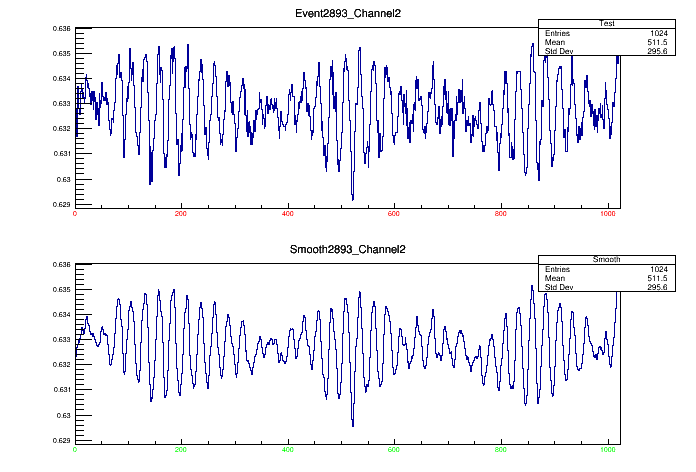 Event2893_Channel2
Test
Entries 1024
Mean 511.5
Std Dev 295.6
0.636
0.635
0.634
0.633
0.632
0.631
0.63
0.629
0 200 400 600 800 1000
Smooth2893_Channel2
Smooth
Entries 1024
Mean 511.5
Std Dev 295.6
0.636
0.635
0.634
0.633
0.632
0.631
0.63
0.629
0 200 400 600 800 1000